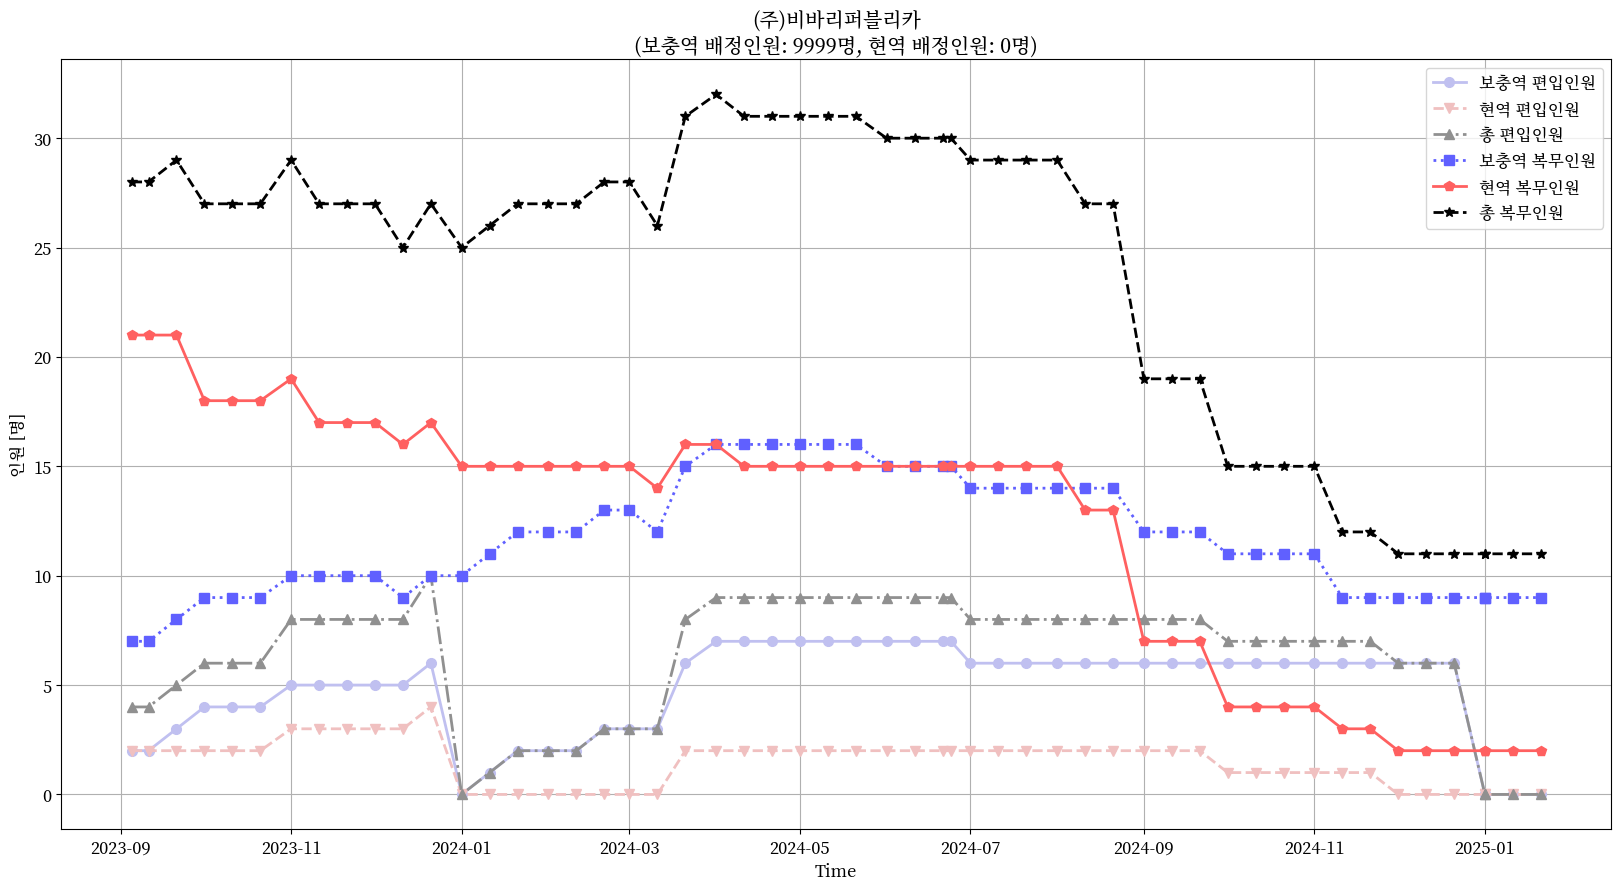 (주)비바리퍼블리카
(보충역 배정인원: 9999명, 현역 배정인원: 0명)
보충역 편입인원
현역 편입인원
총 편입인원
보충역 복무인원
현역 복무인원
총 복무인원
인원 [명]
30
25
20
15
10
5
0
2023-09
2023-11
2024-01
2024-03
2024-05
2024-07
2024-09
2024-11
2025-01
Time